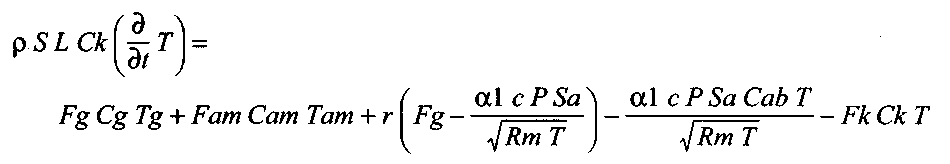 ρ S L Ck (∂/∂t T) =
Fg Cg Tg + Fam Cam Tam + r (Fg − α1 c P Sa / √(Rm T)) − α1 c P Sa Cab T / √(Rm T) − Fk Ck T